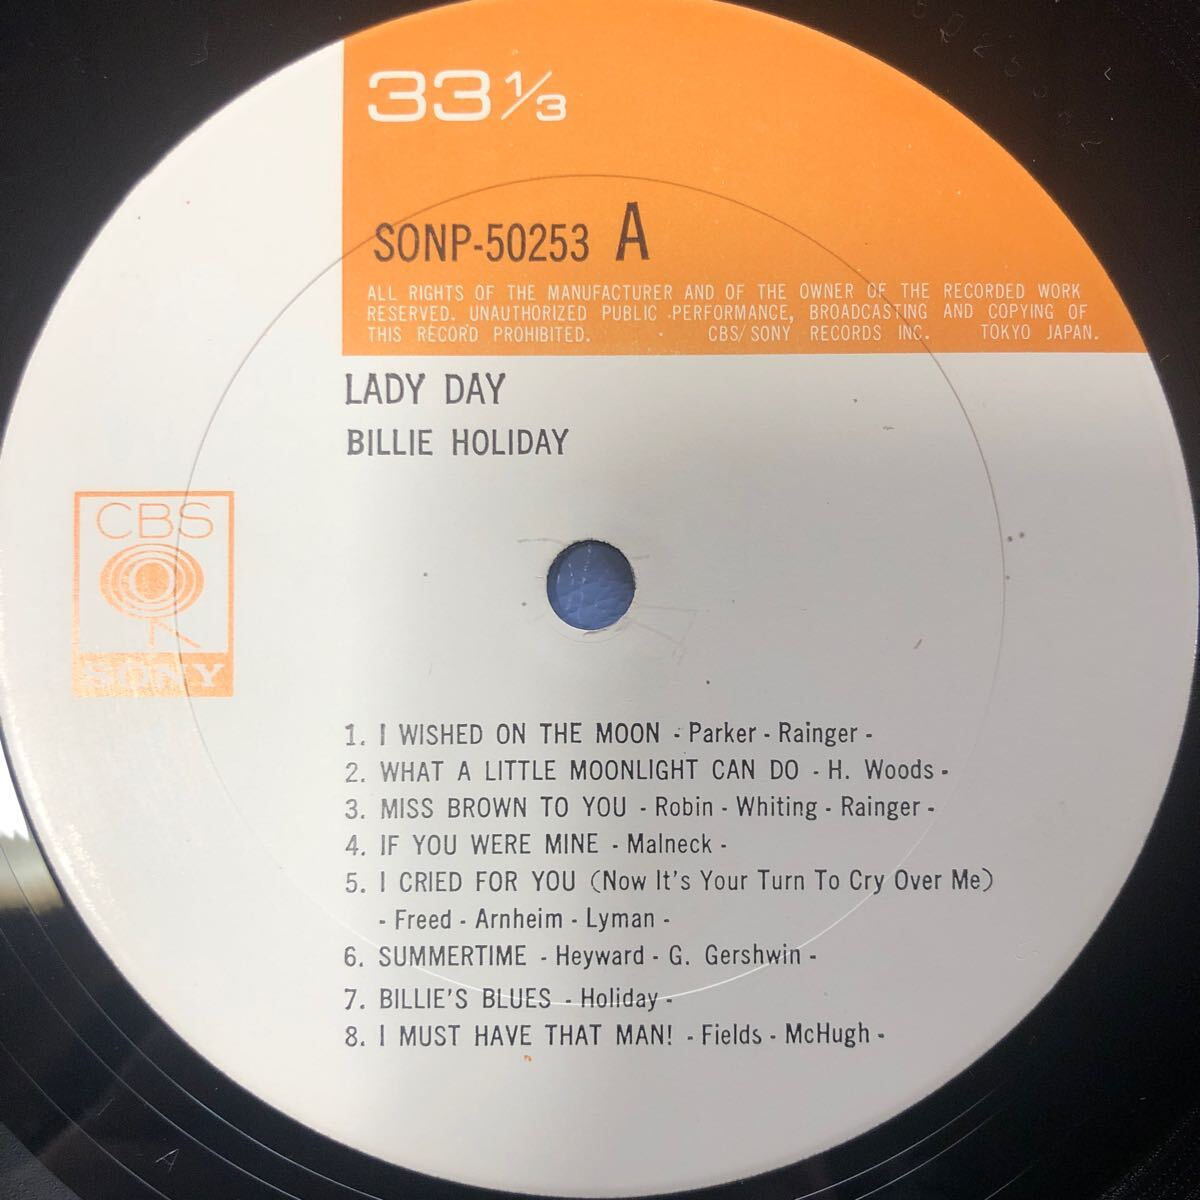 33 1/3
SONP-50253 A
ALL RIGHTS OF THE MANUFACTURER AND OF THE OWNER OF THE RECORDED WORK
RESERVED. UNAUTHORIZED PUBLIC PERFORMANCE, BROADCASTING AND COPYING OF
THIS RECORD PROHIBITED. CBS/SONY RECORDS INC. TOKYO JAPAN.
LADY DAY
BILLIE HOLIDAY
CBS
SONY
1. I WISHED ON THE MOON - Parker - Rainger -
2. WHAT A LITTLE MOONLIGHT CAN DO - H. Woods -
3. MISS BROWN TO YOU - Robin - Whiting - Rainger -
4. IF YOU WERE MINE - Malneck -
5. I CRIED FOR YOU (Now It's Your Turn To Cry Over Me)
- Freed - Arnheim - Lyman -
6. SUMMERTIME - Heyward - G. Gershwin -
7. BILLIE'S BLUES - Holiday -
8. I MUST HAVE THAT MAN! - Fields - McHugh -
A